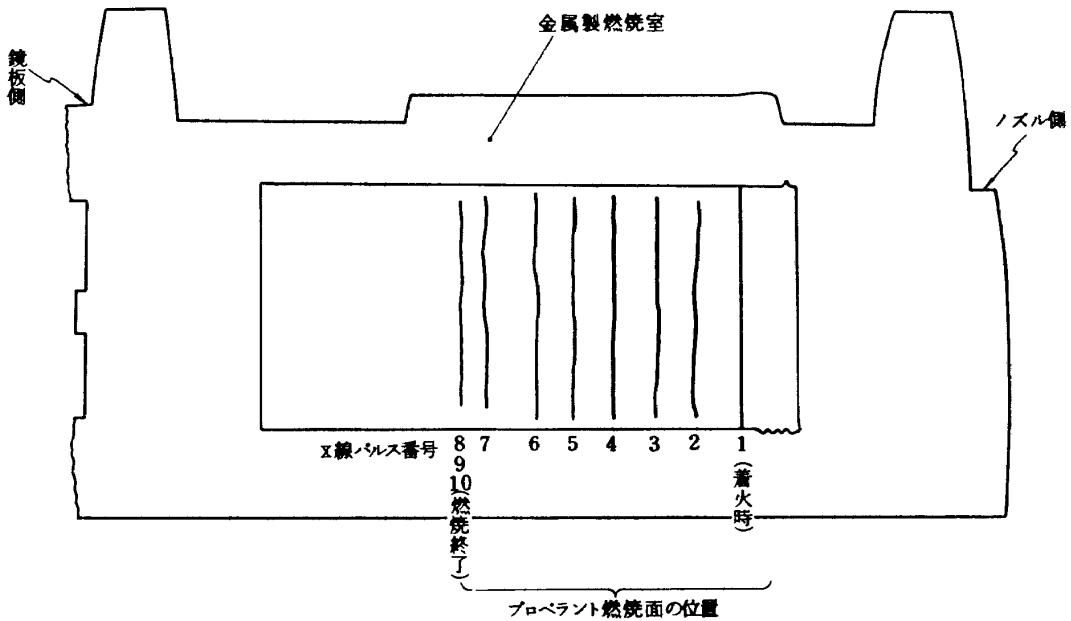 金属製燃焼室
鏡板側
ノズル側
X線パルス番号 8 7 6 5 4 3 2 1
9
10
(燃焼終了)
(着火時)
プロペラント燃焼面の位置